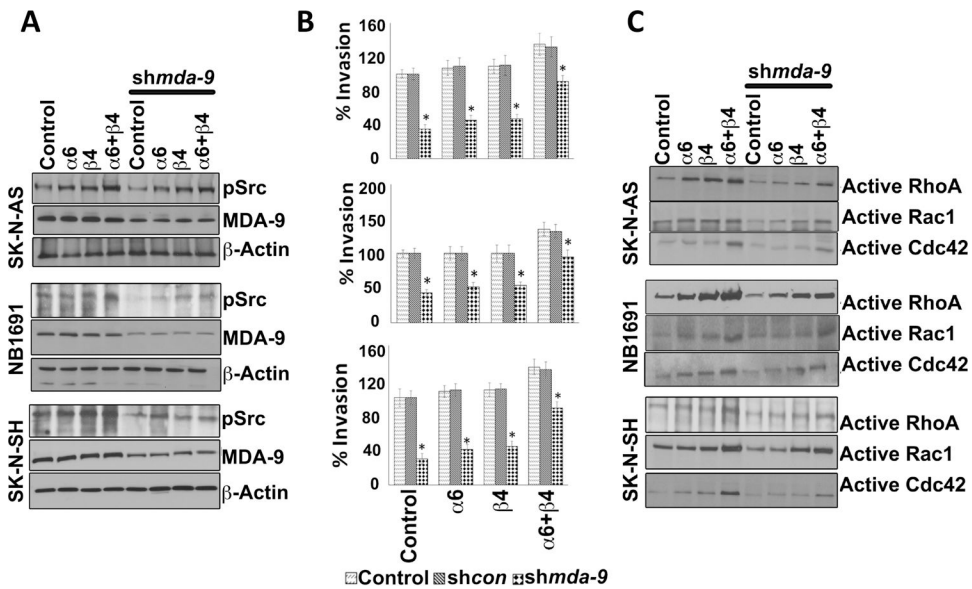 A
shmda-9
Control
α6
β4
α6+β4
Control
α6
β4
α6+β4
SK-N-AS
pSrc
MDA-9
β-Actin
NB1691
pSrc
MDA-9
β-Actin
SK-N-SH
pSrc
MDA-9
β-Actin
B
% Invasion
160
120
80
40
0
* * * *
% Invasion
200
150
100
50
0
* * * *
% Invasion
160
120
80
40
0
* * * *
Control
α6
β4
α6+β4
Control shcon shmda-9
C
shmda-9
Control
α6
β4
α6+β4
Control
α6
β4
α6+β4
SK-N-AS
Active RhoA
Active Rac1
Active Cdc42
NB1691
Active RhoA
Active Rac1
Active Cdc42
SK-N-SH
Active RhoA
Active Rac1
Active Cdc42